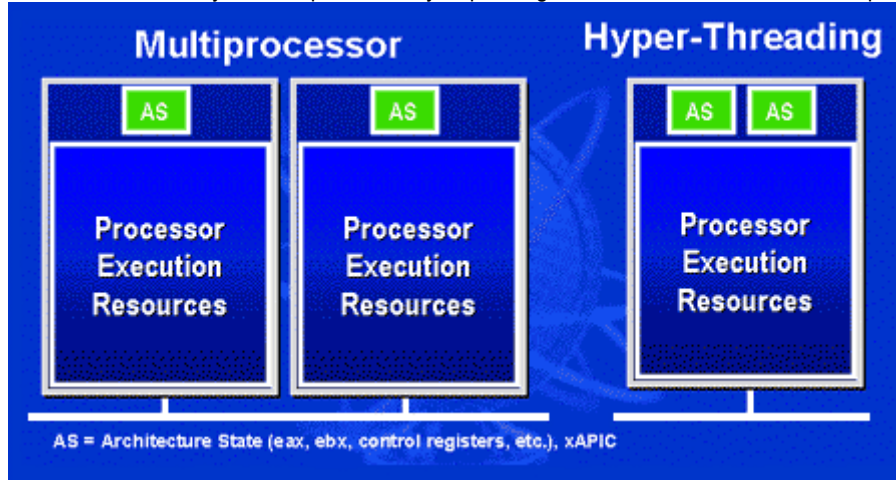 Multiprocessor
Hyper-Threading
AS
AS
AS
AS
Processor
Execution
Resources
Processor
Execution
Resources
Processor
Execution
Resources
AS = Architecture State (eax, ebx, control registers, etc.), xAPIC